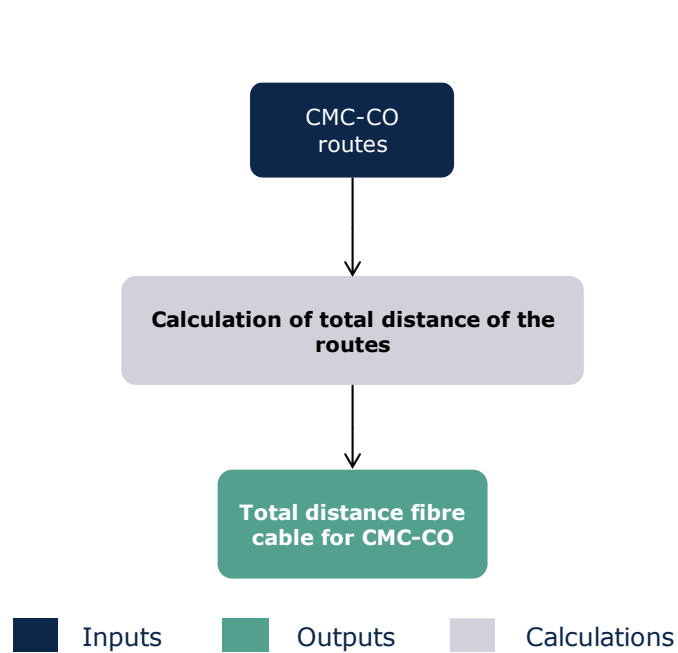 CMC-CO
routes
Calculation of total distance of the
routes
Total distance fibre
cable for CMC-CO
Inputs
Outputs
Calculations